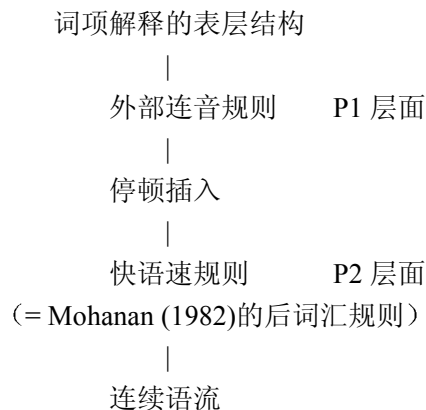 词项解释的表层结构
|
外部连音规则 P1 层面
|
停顿插入
|
快语速规则 P2 层面
（= Mohanan (1982)的后词汇规则）
|
连续语流